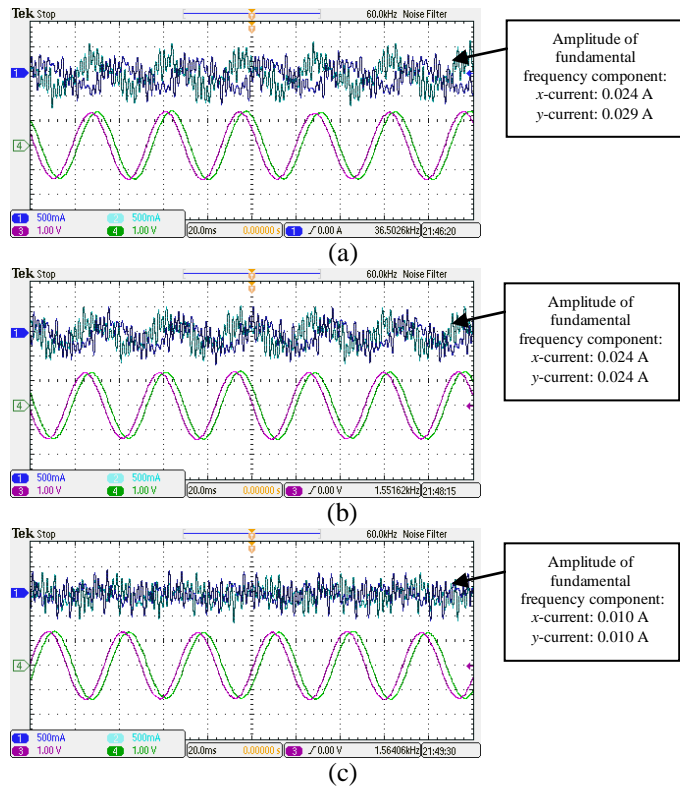 Tek Stop 60.0kHz Noise Filter
1
4
1 500mA 2 500mA
3 1.00 V 4 1.00 V
20.0ms 0.00000 s 1 0.00 A 36.5026kHz 21:46:20
Amplitude of
fundamental
frequency component:
x-current: 0.024 A
y-current: 0.029 A
(a)
Tek Stop 60.0kHz Noise Filter
1
4
1 500mA 2 500mA
3 1.00 V 4 1.00 V
20.0ms 0.00000 s 3 0.00 V 1.55162kHz 21:48:15
Amplitude of
fundamental
frequency component:
x-current: 0.024 A
y-current: 0.024 A
(b)
Tek Stop 60.0kHz Noise Filter
1
4
1 500mA 2 500mA
3 1.00 V 4 1.00 V
20.0ms 0.00000 s 3 0.00 V 1.56406kHz 21:49:30
Amplitude of
fundamental
frequency component:
x-current: 0.010 A
y-current: 0.010 A
(c)